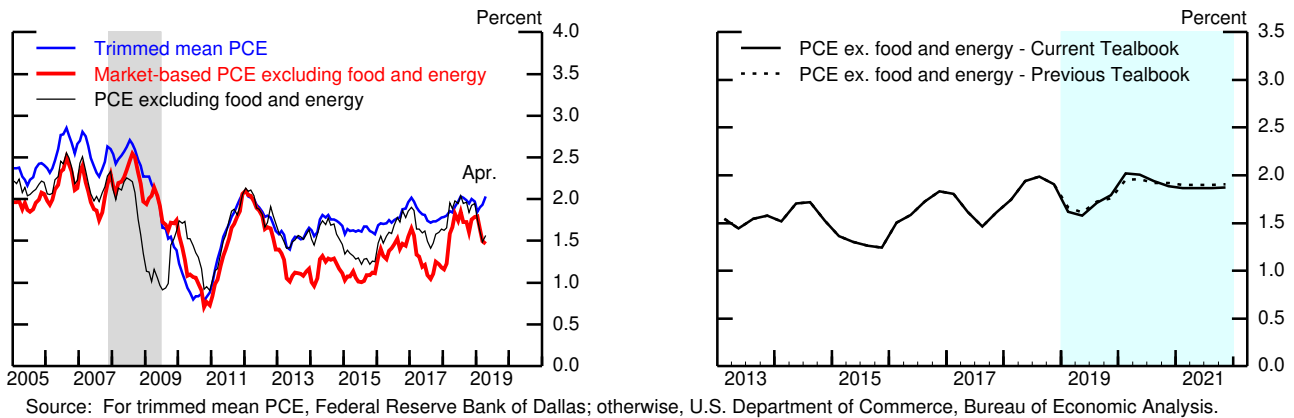 Percent
4.0
3.5
3.0
2.5
2.0
1.5
1.0
0.5
0.0
Trimmed mean PCE
Market-based PCE excluding food and energy
PCE excluding food and energy
Apr.
2005 2007 2009 2011 2013 2015 2017 2019
Percent
3.5
3.0
2.5
2.0
1.5
1.0
0.5
0.0
PCE ex. food and energy - Current Tealbook
PCE ex. food and energy - Previous Tealbook
2013 2015 2017 2019 2021
Source: For trimmed mean PCE, Federal Reserve Bank of Dallas; otherwise, U.S. Department of Commerce, Bureau of Economic Analysis.